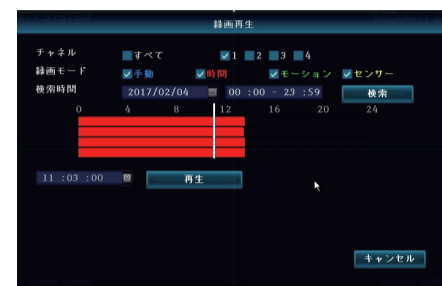 録画再生
チャネル すべて 1 2 3 4
録画モード 手動 時間 モーション センサー
検索時間 2017/02/04 00 :00 - 23 :59 検索
0 4 8 12 16 20 24
11 :03 :00 再生
キャンセル